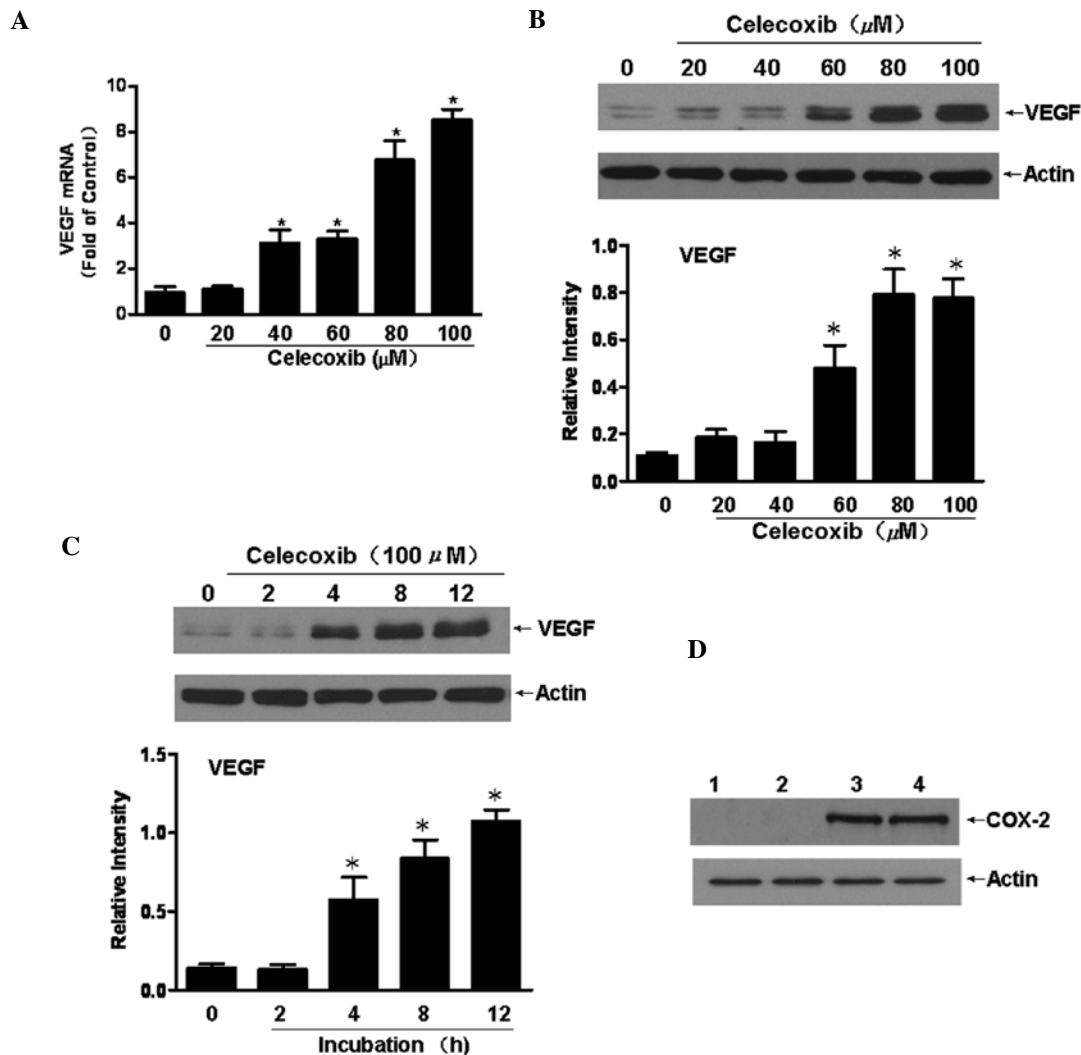 A
VEGF mRNA
(Fold of Control)
10
8
6
4
2
0
* * * *
0 20 40 60 80 100
Celecoxib (μM)
B
Celecoxib (μM)
0 20 40 60 80 100
←VEGF
←Actin
VEGF
Relative Intensity
1.0
0.8
0.6
0.4
0.2
0.0
* * *
0 20 40 60 80 100
Celecoxib (μM)
C
Celecoxib (100 μM)
0 2 4 8 12
←VEGF
←Actin
VEGF
Relative Intensity
1.5
1.0
0.5
0.0
* * *
0 2 4 8 12
Incubation (h)
D
1 2 3 4
←COX-2
←Actin